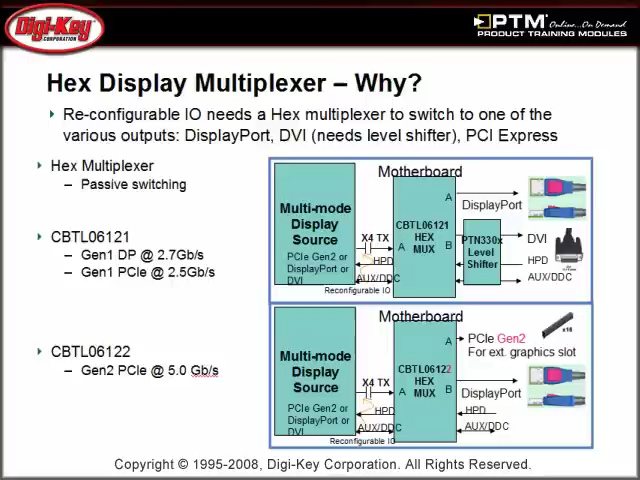 Digi-Key
CORPORATION
PTM
Online...On Demand
PRODUCT TRAINING MODULES
Hex Display Multiplexer – Why?
Re-configurable IO needs a Hex multiplexer to switch to one of the
various outputs: DisplayPort, DVI (needs level shifter), PCI Express
Hex Multiplexer
– Passive switching
CBTL06121
– Gen1 DP @ 2.7Gb/s
– Gen1 PCIe @ 2.5Gb/s
CBTL06122
– Gen2 PCIe @ 5.0 Gb/s
Motherboard
Multi-mode
Display
Source
PCIe Gen2 or
DisplayPort or
DVI
X4 TX
HPD
AUX/DDC
Reconfigurable IO
A
CBTL06121
HEX
MUX
A
B
PTN330x
Level
Shifter
DisplayPort
DVI
HPD
AUX/DDC
Motherboard
Multi-mode
Display
Source
PCIe Gen2 or
DisplayPort or
DVI
X4 TX
HPD
AUX/DDC
Reconfigurable IO
A
CBTL06122
HEX
MUX
A
B
PCIe Gen2
For ext. graphics slot
x16
DisplayPort
HPD
AUX/DDC
Copyright © 1995-2008, Digi-Key Corporation. All Rights Reserved.